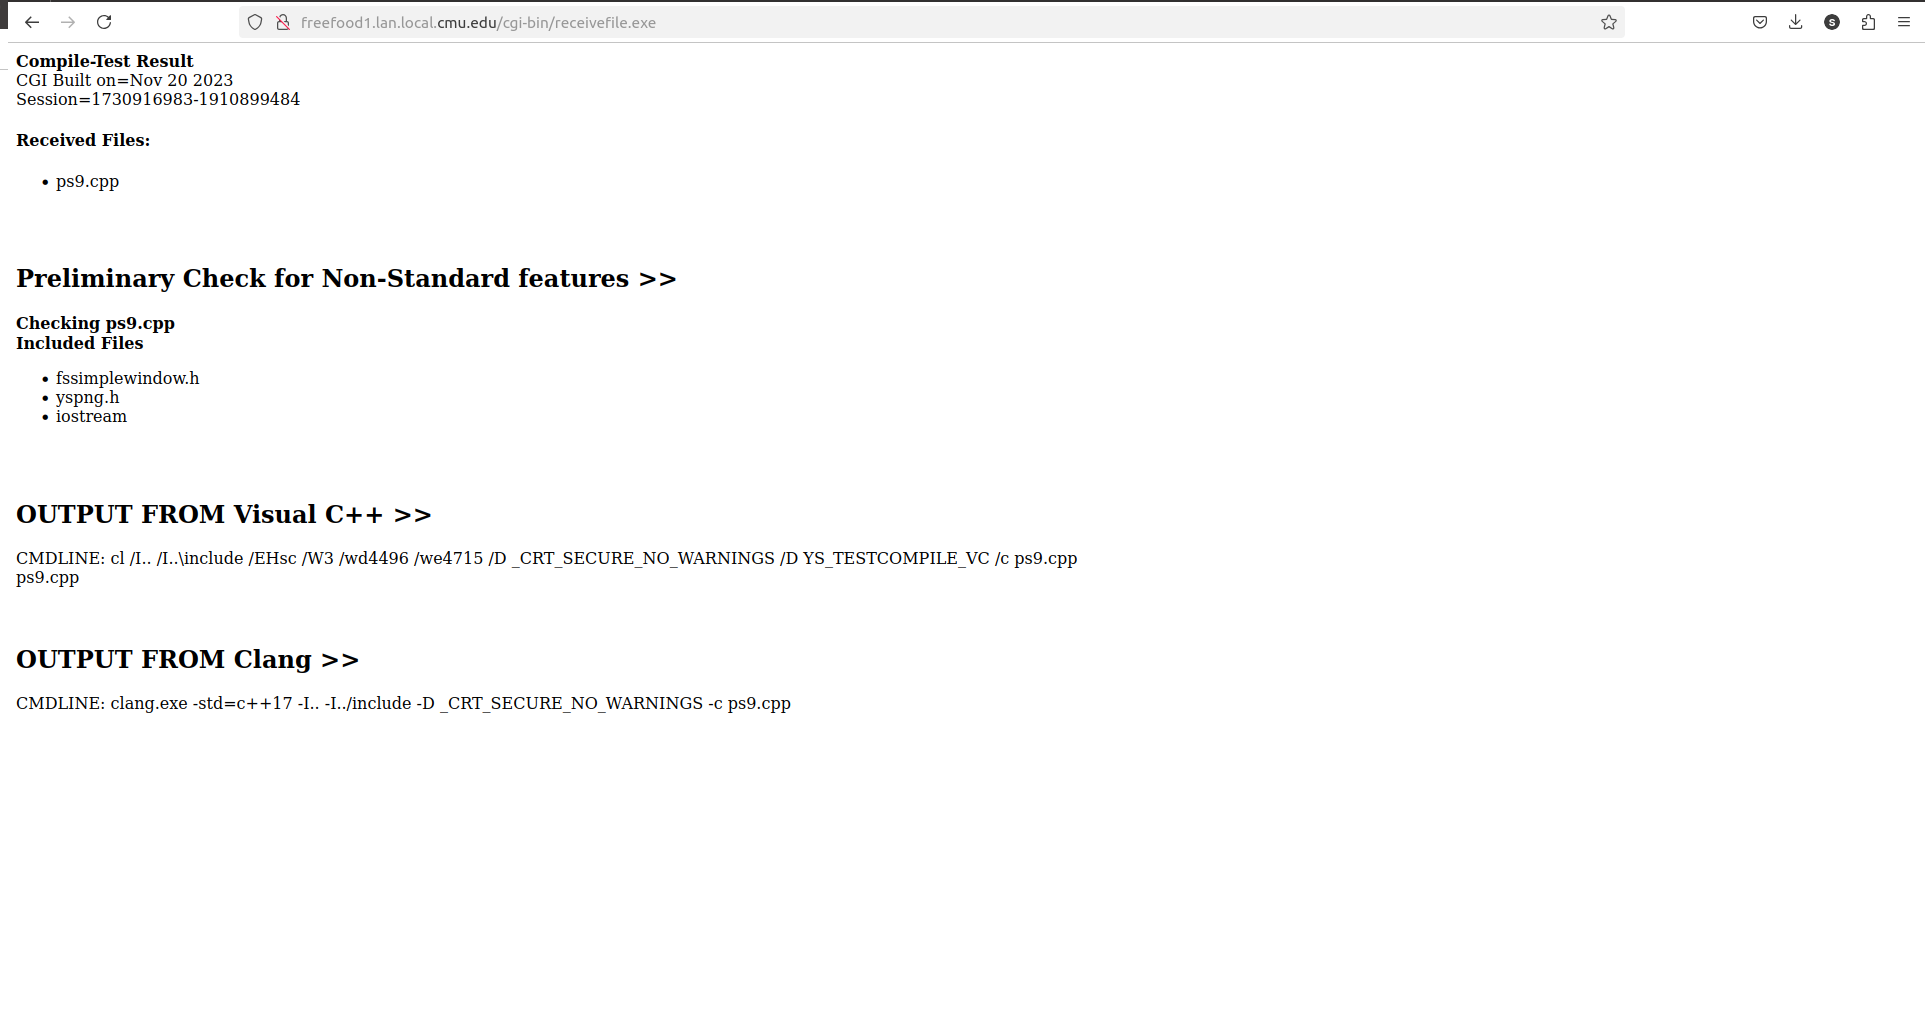 freefood1.lan.local.cmu.edu/cgi-bin/receivefile.exe
S
Compile-Test Result
CGI Built on=Nov 20 2023
Session=1730916983-1910899484
Received Files:
• ps9.cpp
Preliminary Check for Non-Standard features >>
Checking ps9.cpp
Included Files
• fssimplewindow.h
• yspng.h
• iostream
OUTPUT FROM Visual C++ >>
CMDLINE: cl /I.. /I..\include /EHsc /W3 /wd4496 /we4715 /D _CRT_SECURE_NO_WARNINGS /D YS_TESTCOMPILE_VC /c ps9.cpp
ps9.cpp
OUTPUT FROM Clang >>
CMDLINE: clang.exe -std=c++17 -I.. -I../include -D _CRT_SECURE_NO_WARNINGS -c ps9.cpp